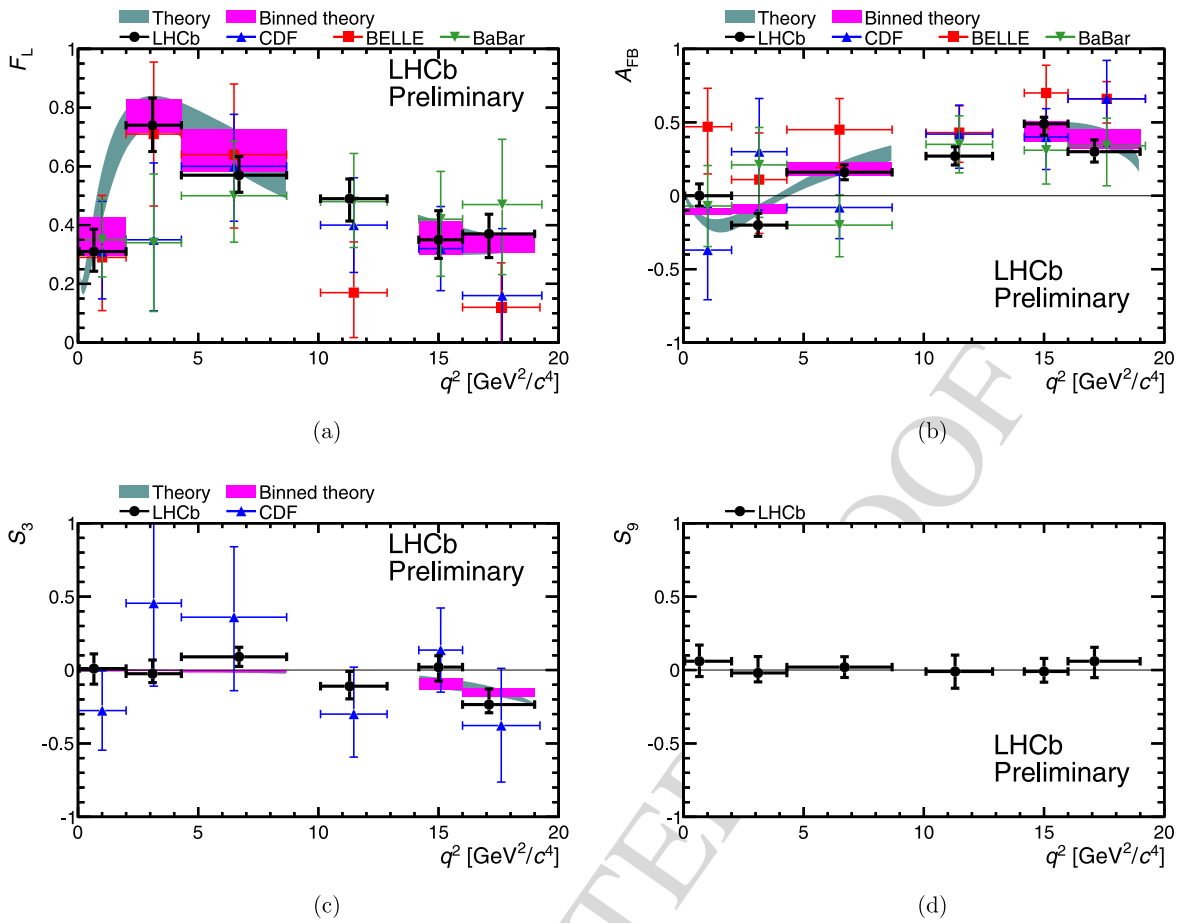 Theory Binned theory
LHCb CDF BELLE BaBar
F_L
1
0.8
0.6
0.4
0.2
0
LHCb
Preliminary
0 5 10 15 20
q² [GeV²/c⁴]
(a)
Theory Binned theory
LHCb CDF BELLE BaBar
A_FB
1
0.5
0
-0.5
-1
LHCb
Preliminary
0 5 10 15 20
q² [GeV²/c⁴]
(b)
Theory Binned theory
LHCb CDF
S_3
1
0.5
0
-0.5
-1
LHCb
Preliminary
0 5 10 15 20
q² [GeV²/c⁴]
(c)
LHCb
S_9
1
0.5
0
-0.5
-1
LHCb
Preliminary
0 5 10 15 20
q² [GeV²/c⁴]
(d)